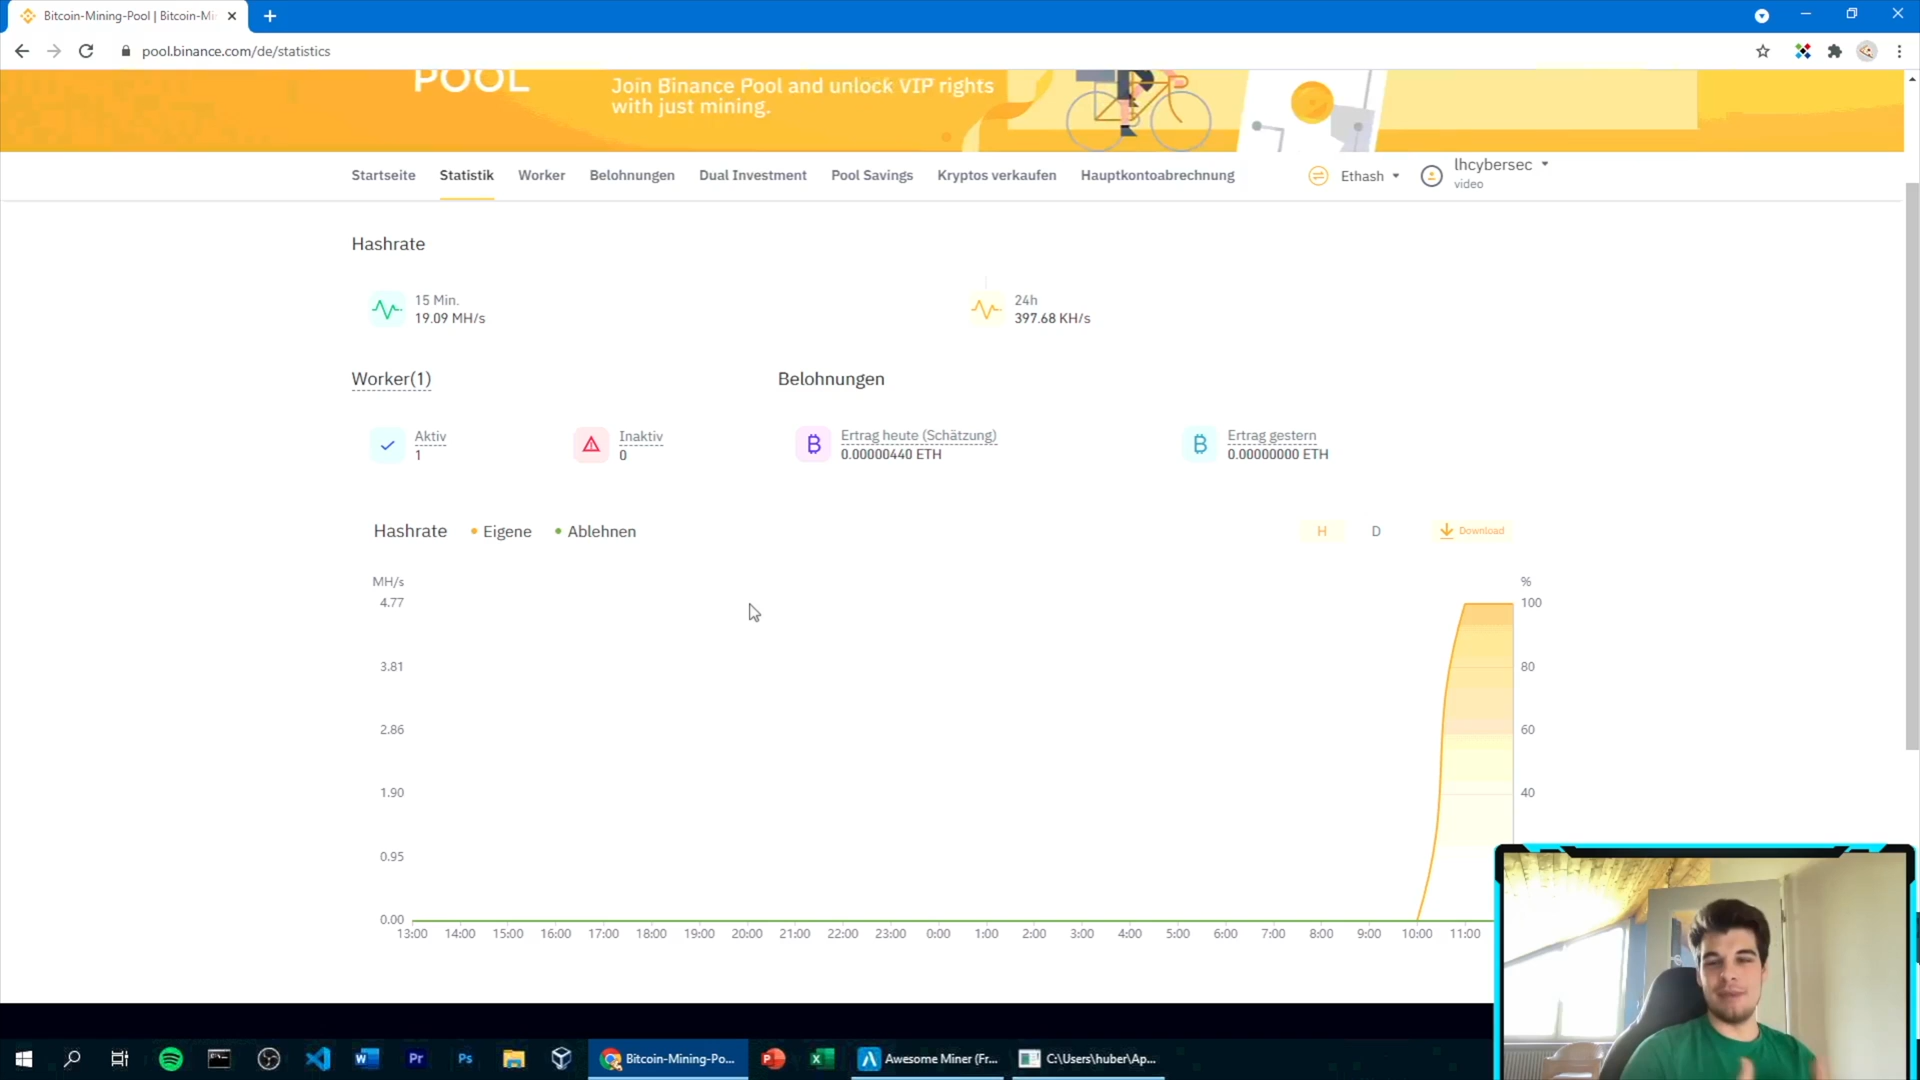 Bitcoin-Mining-Pool | Bitcoin-Mi
pool.binance.com/de/statistics
POOL
Join Binance Pool and unlock VIP rights
with just mining.
Startseite
Statistik
Worker
Belohnungen
Dual Investment
Pool Savings
Kryptos verkaufen
Hauptkontoabrechnung
Ethash
lhcybersec
video
Hashrate
15 Min.
19.09 MH/s
24h
397.68 KH/s
Worker(1)
Belohnungen
Aktiv
1
Inaktiv
0
Ertrag heute (Schätzung)
0.00000440 ETH
Ertrag gestern
0.00000000 ETH
Hashrate
Eigene
Ablehnen
H
D
Download
MH/s
%
4.77
100
3.81
80
2.86
60
1.90
40
0.95
0.00
13:00 14:00 15:00 16:00 17:00 18:00 19:00 20:00 21:00 22:00 23:00 0:00 1:00 2:00 3:00 4:00 5:00 6:00 7:00 8:00 9:00 10:00 11:00
Pr
Ps
Bitcoin-Mining-Po...
Awesome Miner (Fr...
C:\Users\huber\Ap...